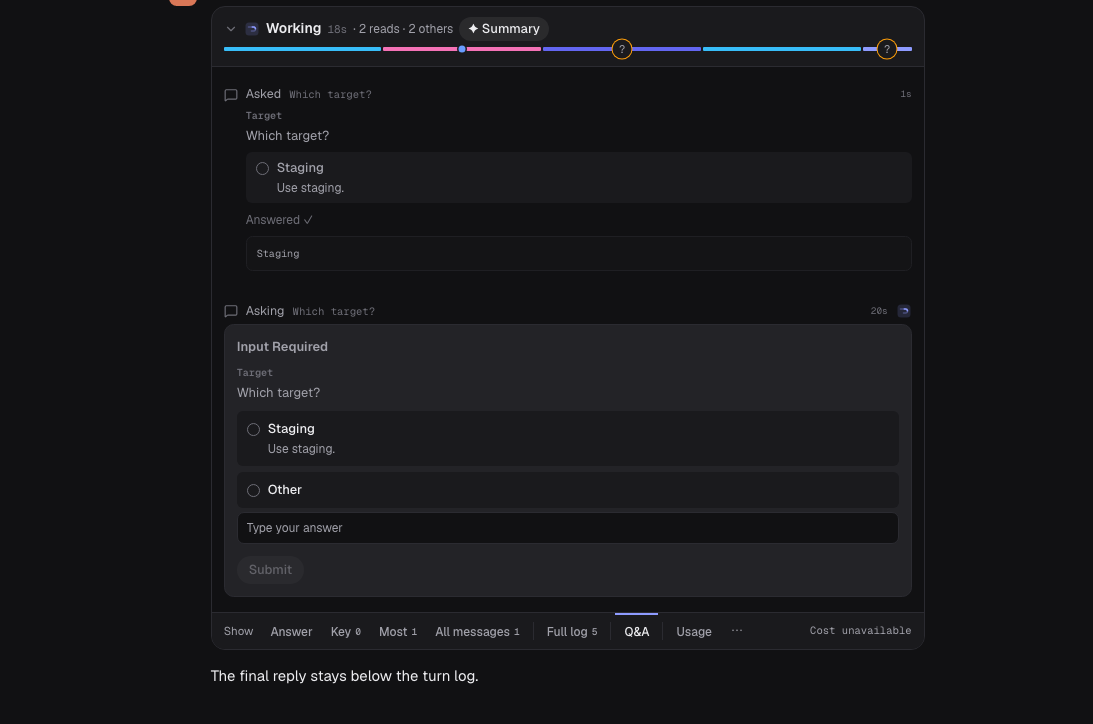 Working 18s · 2 reads · 2 others ✦ Summary
?
?
Asked Which target? 1s
Target
Which target?
Staging
Use staging.
Answered ✓
Staging
Asking Which target? 20s
Input Required
Target
Which target?
Staging
Use staging.
Other
Type your answer
Submit
Show Answer Key 0 Most 1 All messages 1 Full log 5 Q&A Usage ··· Cost unavailable
The final reply stays below the turn log.